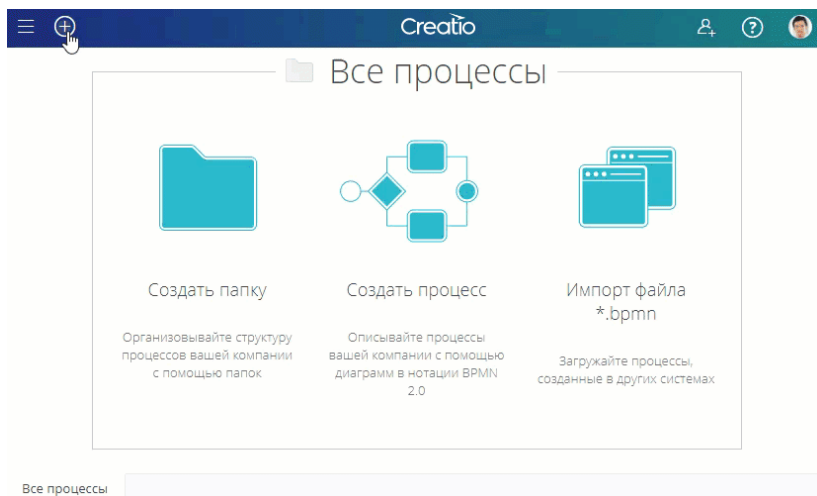 Creatio
Все процессы
Создать папку
Организовывайте структуру
процессов вашей компании
с помощью папок
Создать процесс
Описывайте процессы
вашей компании с помощью
диаграмм в нотации BPMN
2.0
Импорт файла
*.bpmn
Загружайте процессы,
созданные в других системах
Все процессы